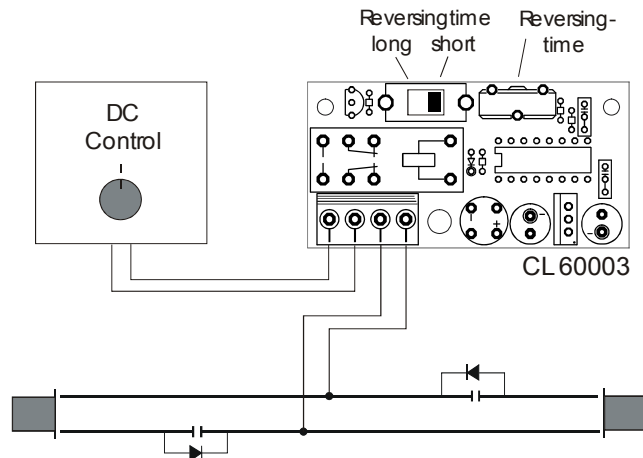 Reversingtime
long short
Reversing-
time
DC
Control
CL 60003